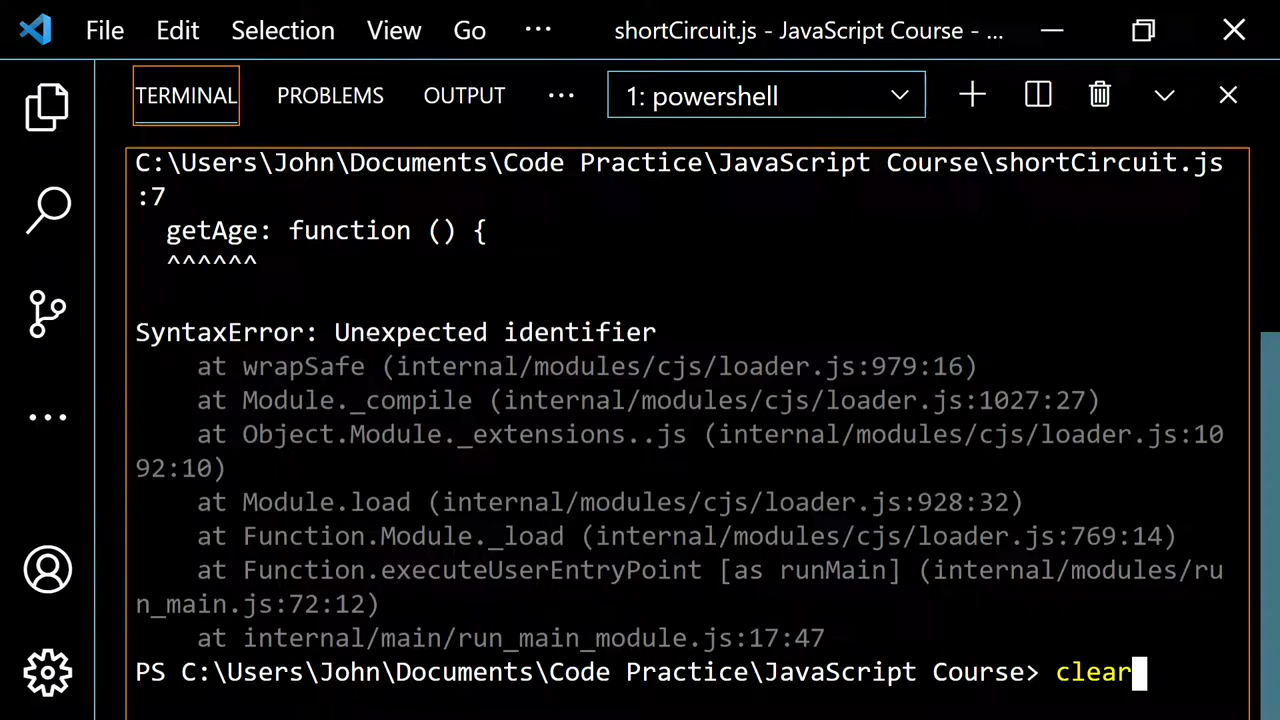 File Edit Selection View Go ··· shortCircuit.js - JavaScript Course - ...
TERMINAL PROBLEMS OUTPUT ··· 1: powershell
C:\Users\John\Documents\Code Practice\JavaScript Course\shortCircuit.js
:7
  getAge: function () {
  ^^^^^^
SyntaxError: Unexpected identifier
    at wrapSafe (internal/modules/cjs/loader.js:979:16)
    at Module._compile (internal/modules/cjs/loader.js:1027:27)
    at Object.Module._extensions..js (internal/modules/cjs/loader.js:10
92:10)
    at Module.load (internal/modules/cjs/loader.js:928:32)
    at Function.Module._load (internal/modules/cjs/loader.js:769:14)
    at Function.executeUserEntryPoint [as runMain] (internal/modules/ru
n_main.js:72:12)
    at internal/main/run_main_module.js:17:47
PS C:\Users\John\Documents\Code Practice\JavaScript Course> clear